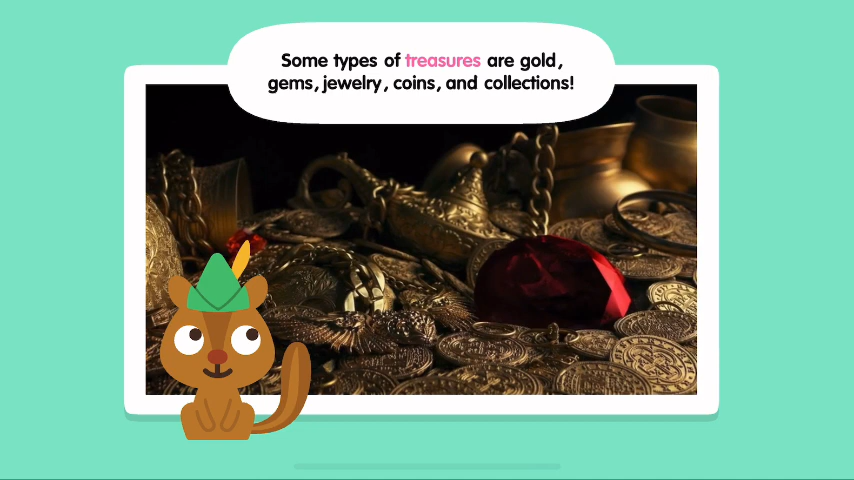 Some types of treasures are gold,
gems, jewelry, coins, and collections!